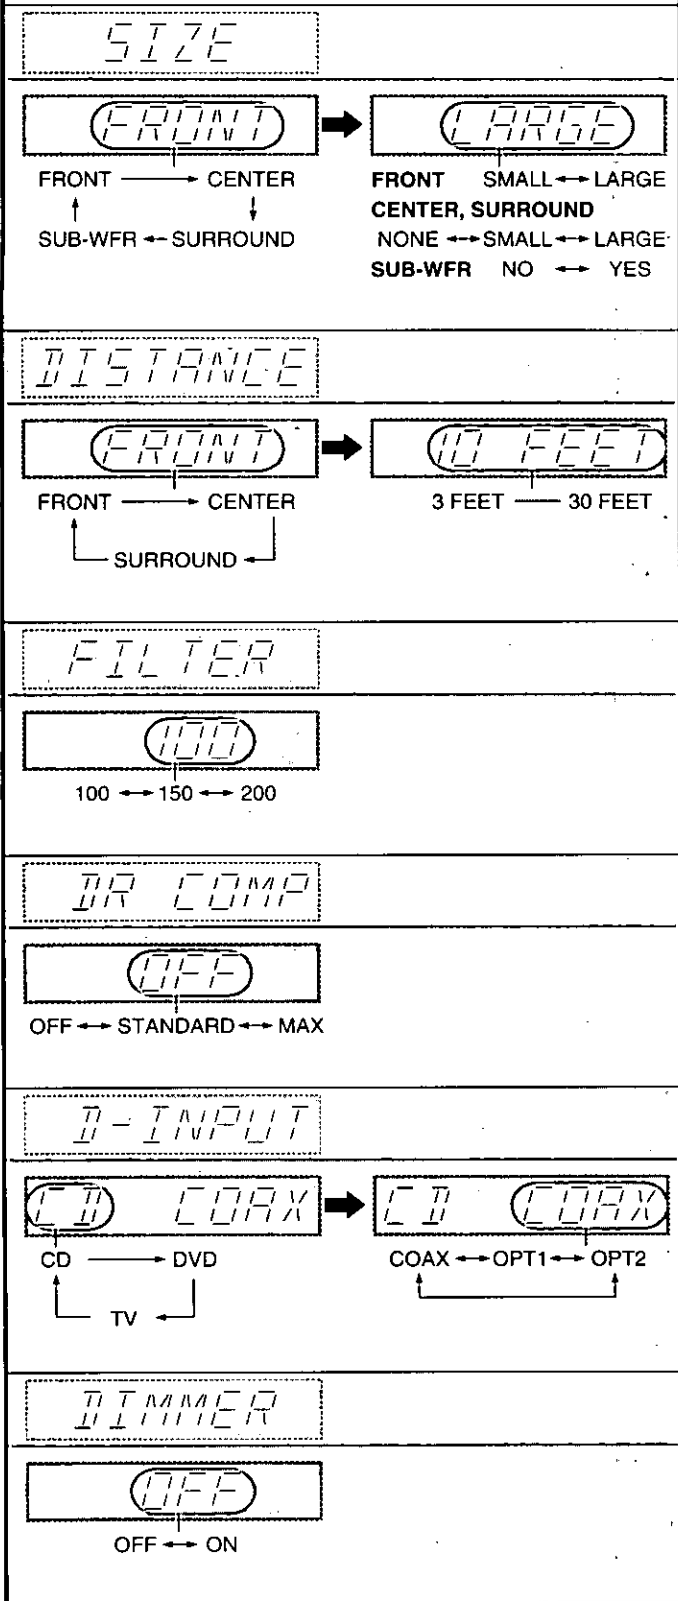 SIZE
FRONT LARGE
FRONT CENTER
SUB-WFR SURROUND
FRONT SMALL LARGE
CENTER, SURROUND
NONE SMALL LARGE
SUB-WFR NO YES
DISTANCE
FRONT 10 FEET
FRONT CENTER
SURROUND
3 FEET 30 FEET
FILTER
100
100 150 200
DR COMP
OFF
OFF STANDARD MAX
D-INPUT
CD COAX CD COAX
CD DVD
TV
COAX OPT1 OPT2
DIMMER
OFF
OFF ON